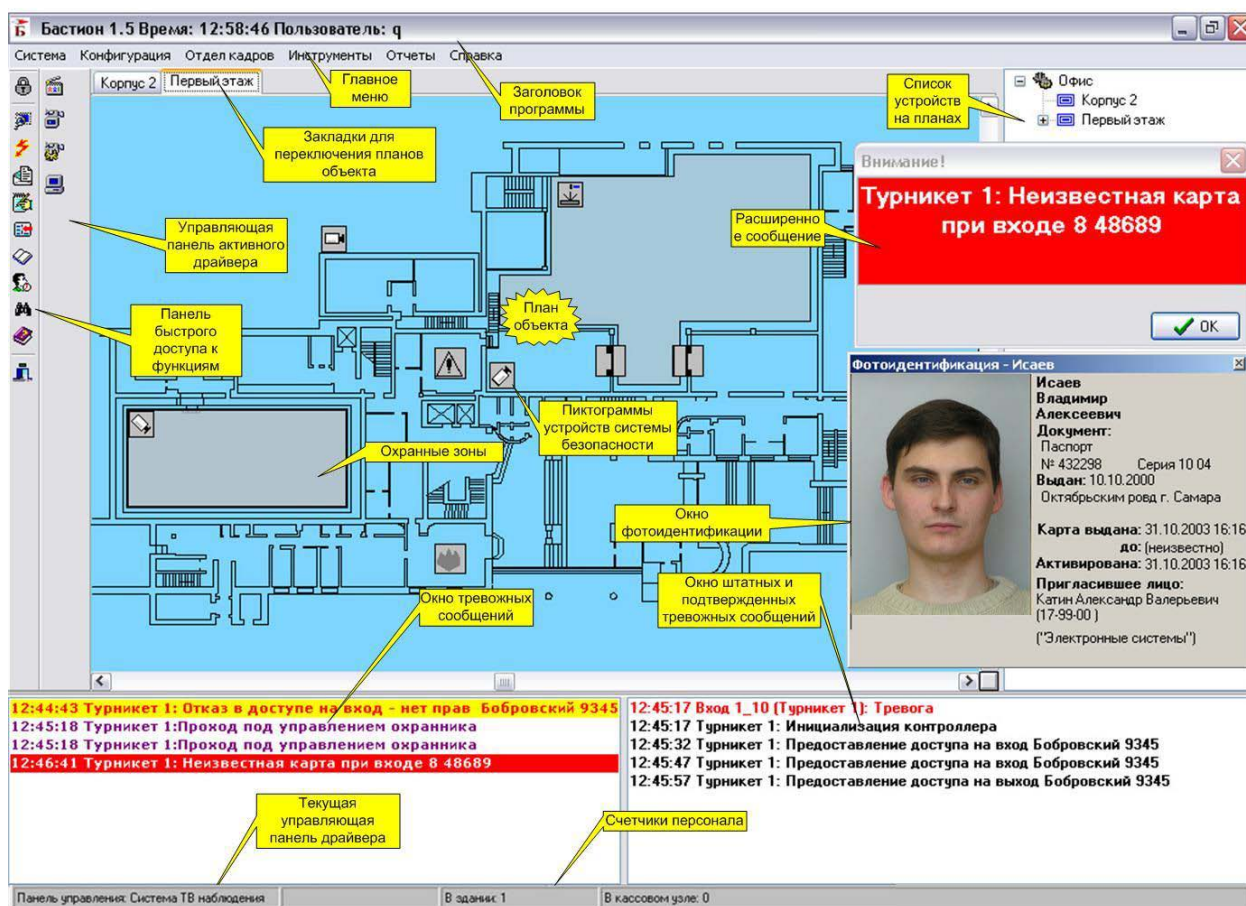 Бастион 1.5 Время: 12:58:46 Пользователь: q
Система Конфигурация Отдел кадров Инструменты Отчеты Справка
Корпус 2
Первый этаж
Главное
меню
Заголовок
программы
Список
устройств
на планах
Офис
Корпус 2
Первый этаж
Закладки для
переключения планов
объекта
Внимание!
Турникет 1: Неизвестная карта
при входе 8 48689
OK
Расширенно
е сообщение
Управляющая
панель активного
драйвера
План
объекта
Панель
быстрого
доступа к
функциям
Пиктограммы
устройств системы
безопасности
Охранные зоны
Фотоидентификация - Исаев
Исаев
Владимир
Алексеевич
Документ:
Паспорт
№ 432298 Серия 10 04
Выдан: 10.10.2000
Октябрьским ровд г. Самара
Карта выдана: 31.10.2003 16:16
до: (неизвестно)
Активирована: 31.10.2003 16:16
Пригласившее лицо:
Катин Александр Валерьевич
(17-99-00 )
("Электронные системы")
Окно
фотоидентификации
Окно тревожных
сообщений
Окно штатных и
подтвержденных
тревожных сообщений
12:44:43 Турникет 1: Отказ в доступе на вход - нет прав Бобровский 9345
12:45:18 Турникет 1:Проход под управлением охранника
12:45:18 Турникет 1:Проход под управлением охранника
12:46:41 Турникет 1: Неизвестная карта при входе 8 48689
12:45:17 Вход 1_10 (Турникет 1): Тревога
12:45:17 Турникет 1: Инициализация контроллера
12:45:32 Турникет 1: Предоставление доступа на вход Бобровский 9345
12:45:47 Турникет 1: Предоставление доступа на вход Бобровский 9345
12:45:57 Турникет 1: Предоставление доступа на выход Бобровский 9345
Текущая
управляющая
панель драйвера
Счетчики персонала
Панель управления: Система ТВ наблюдения
В здании: 1
В кассовом узле: 0